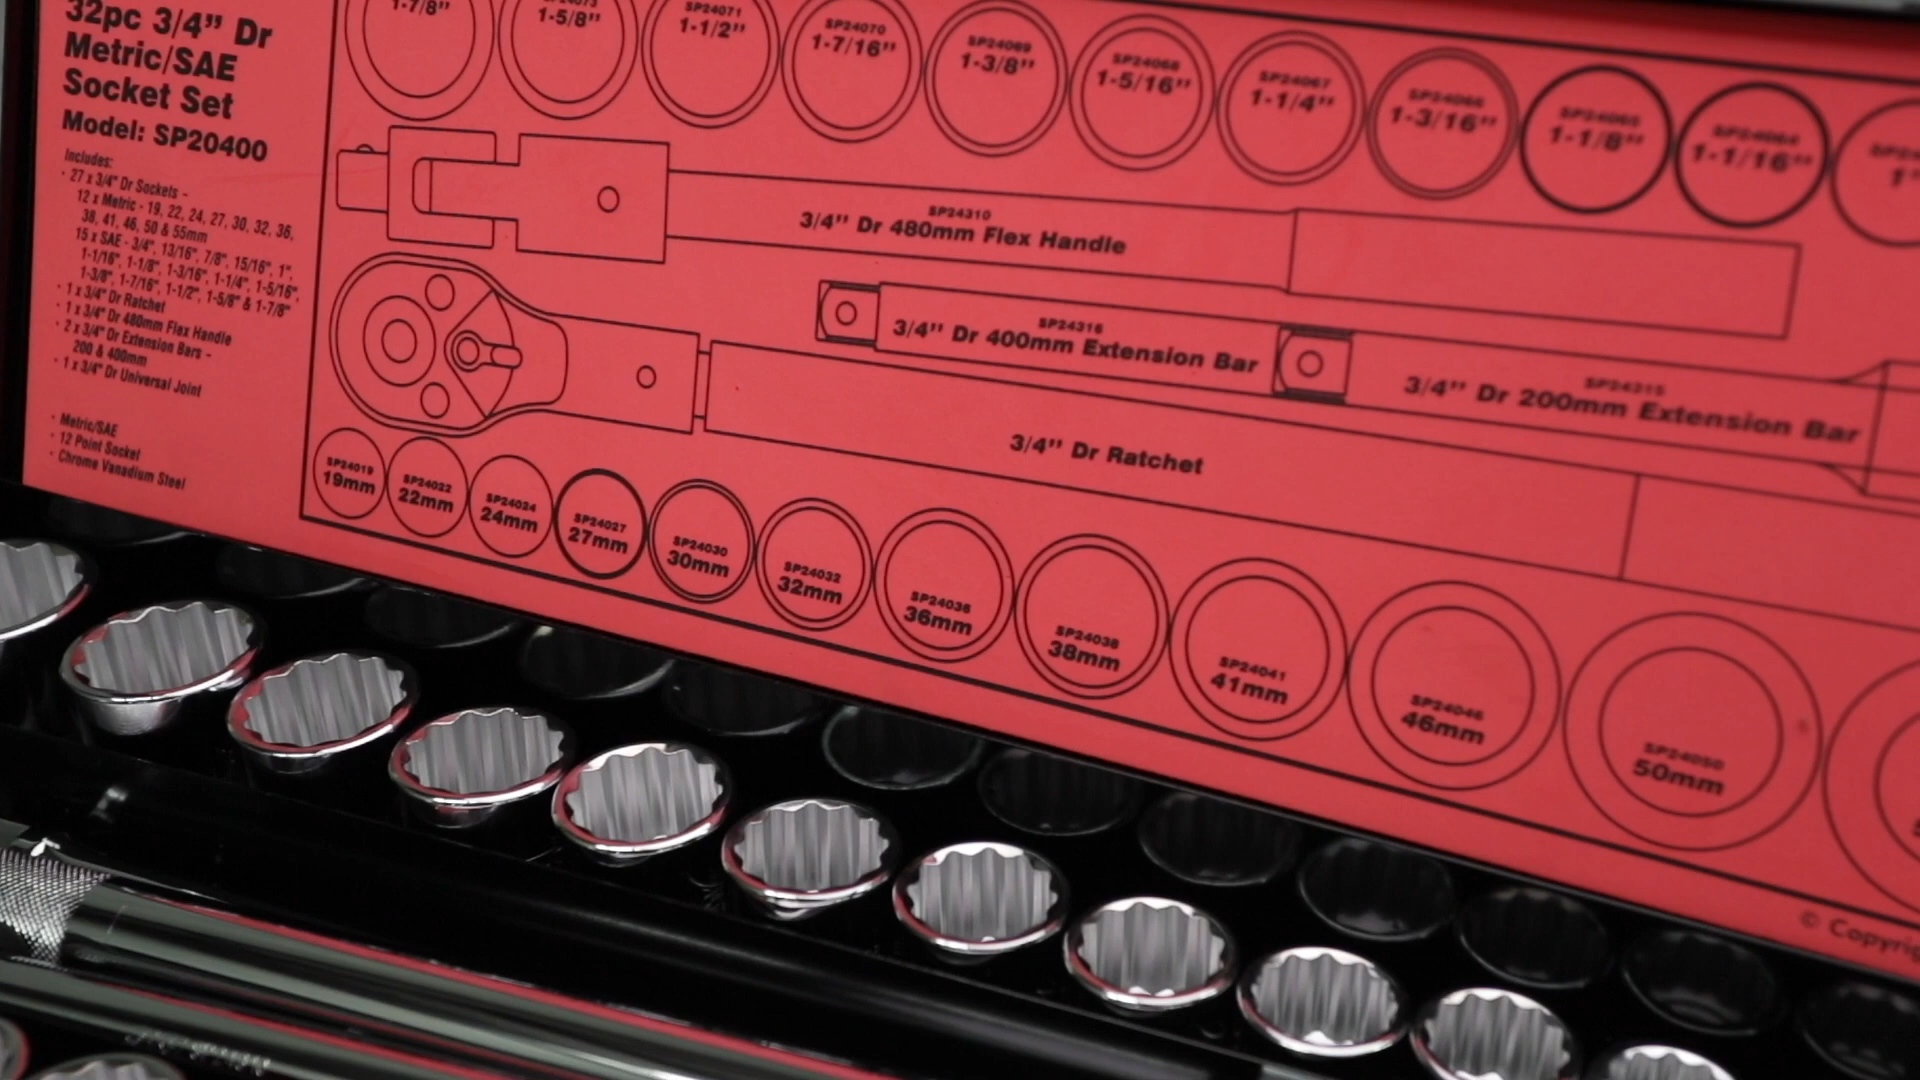 32pc 3/4” Dr
Metric/SAE
Socket Set
Model: SP20400
Includes:
· 27 x 3/4" Dr Sockets –
12 x Metric - 19, 22, 24, 27, 30, 32, 36,
38, 41, 46, 50 & 55mm
15 x SAE - 3/4", 13/16", 7/8", 15/16", 1",
1-1/16", 1-1/8", 1-3/16", 1-1/4", 1-5/16",
1-3/8", 1-7/16", 1-1/2", 1-5/8" & 1-7/8"
· 1 x 3/4" Dr Ratchet
· 1 x 3/4" Dr 480mm Flex Handle
· 2 x 3/4" Dr Extension Bars –
200 & 400mm
· 1 x 3/4" Dr Universal Joint
· Metric/SAE
· 12 Point Socket
· Chrome Vanadium Steel
1-7/8”
1-5/8”
SP24071
1-1/2”
SP24070
1-7/16”
SP24069
1-3/8”
SP24068
1-5/16”
SP24067
1-1/4”
SP24066
1-3/16”
SP24065
1-1/8”
SP24064
1-1/16”
1”
SP24310
3/4” Dr 480mm Flex Handle
SP24316
3/4” Dr 400mm Extension Bar
SP24315
3/4” Dr 200mm Extension Bar
3/4” Dr Ratchet
SP24019
19mm
SP24022
22mm
SP24024
24mm
SP24027
27mm
SP24030
30mm
SP24032
32mm
SP24036
36mm
SP24038
38mm
SP24041
41mm
SP24046
46mm
SP24050
50mm